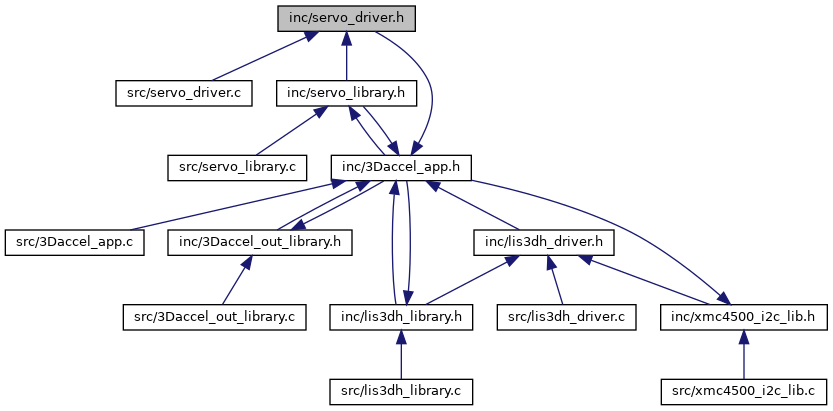 inc/servo_driver.h
src/servo_driver.c
inc/servo_library.h
src/servo_library.c
inc/3Daccel_app.h
src/3Daccel_app.c
inc/3Daccel_out_library.h
inc/lis3dh_driver.h
src/3Daccel_out_library.c
inc/lis3dh_library.h
src/lis3dh_driver.c
inc/xmc4500_i2c_lib.h
src/lis3dh_library.c
src/xmc4500_i2c_lib.c